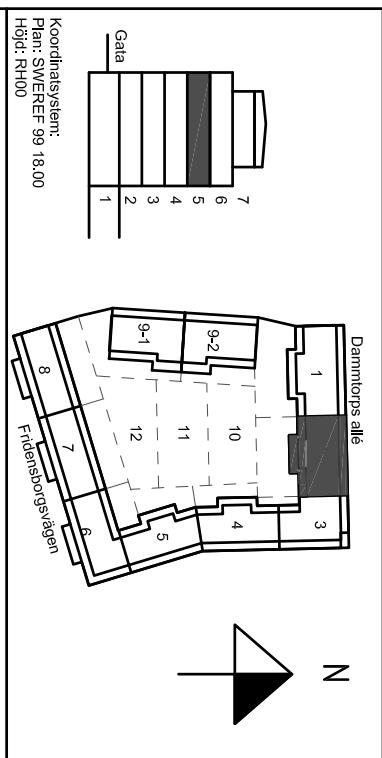 Koordinatsystem:
Plan: SWEREF 99 18.00
Höjd: RH00
Gata
1
2
3
4
5
6
7
Dammtorps allé
Fridensborgsvägen
1
3
4
5
6
7
8
9-1
9-2
10
11
12
N